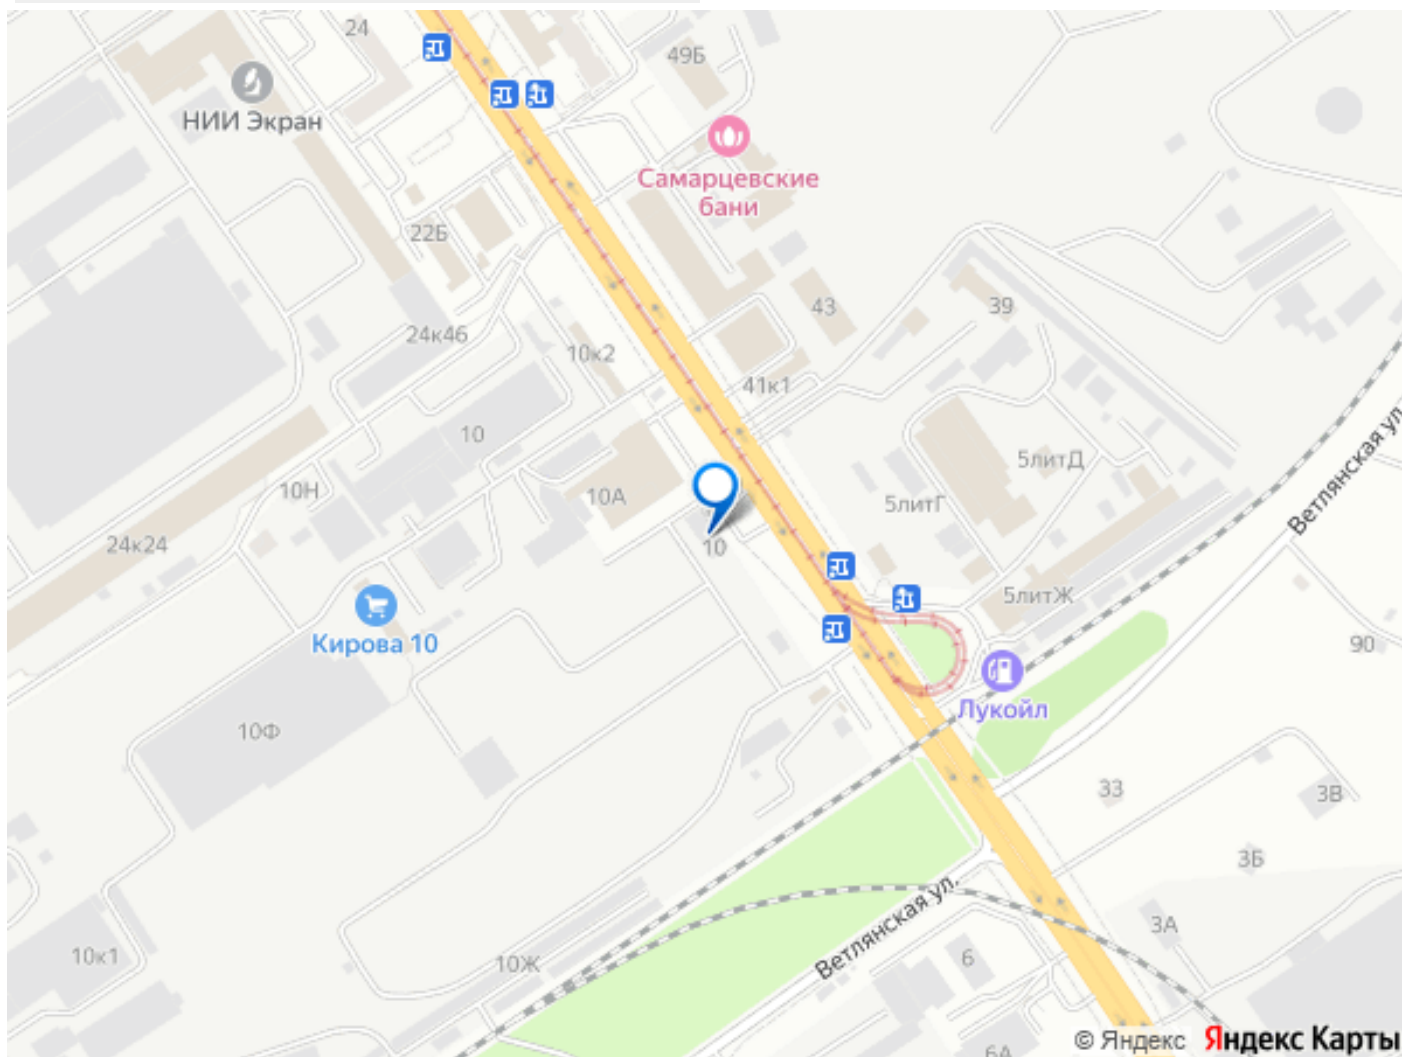 24
49Б
НИИ Экран
Самарцевские
бани
22Б
43
39
24к46
10к2
41к1
10
5литД
10Н
10А
5литГ
Ветлянская ул.
24к24
10
5литЖ
Кирова 10
90
Лукойл
10Ф
33
3В
3Б
Ветлянская ул.
3А
10к1
10Ж
6
6А
© Яндекс Яндекс Карты